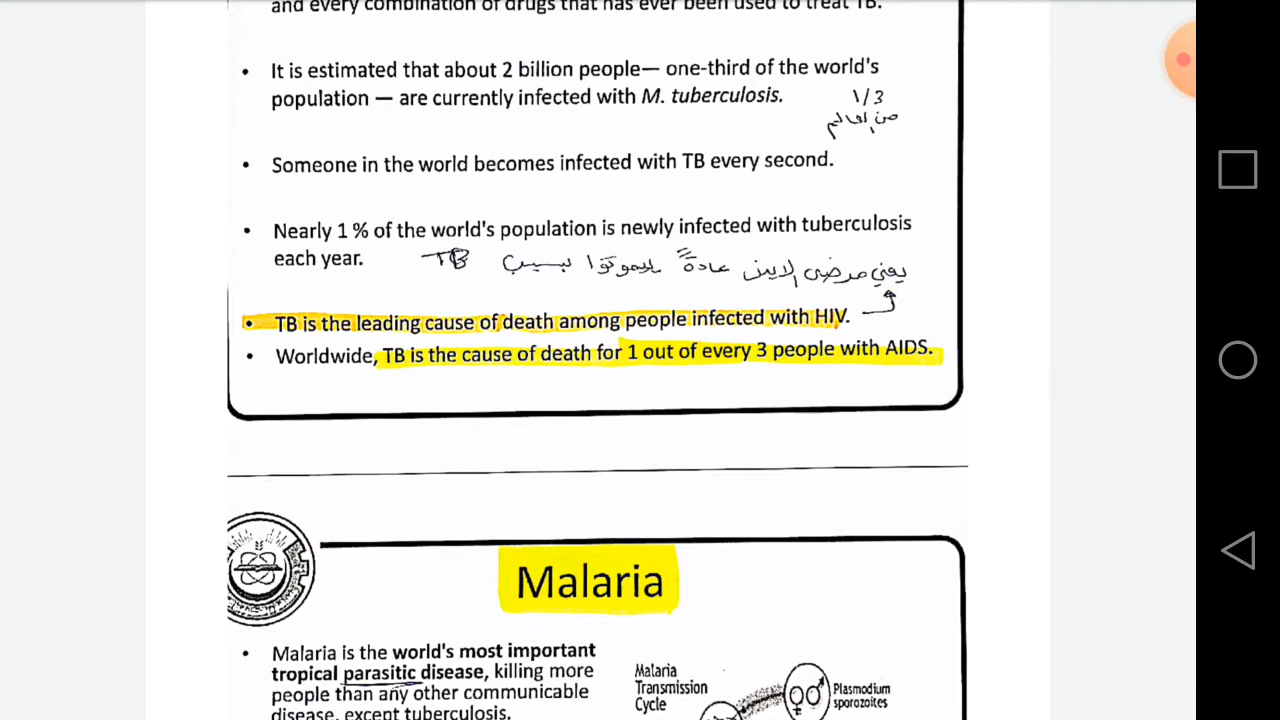 and every combination of drugs that has ever been used to treat TB.
• It is estimated that about 2 billion people— one-third of the world's
population — are currently infected with M. tuberculosis.
1/3
من العالم
• Someone in the world becomes infected with TB every second.
• Nearly 1 % of the world's population is newly infected with tuberculosis
each year.
يعني مرضى الايدز عادةً بموتوا بسبب TB
• TB is the leading cause of death among people infected with HIV.
• Worldwide, TB is the cause of death for 1 out of every 3 people with AIDS.
Malaria
• Malaria is the world's most important
tropical parasitic disease, killing more
people than any other communicable
disease, except tuberculosis.
Malaria
Transmission
Cycle
Plasmodium
sporozoites